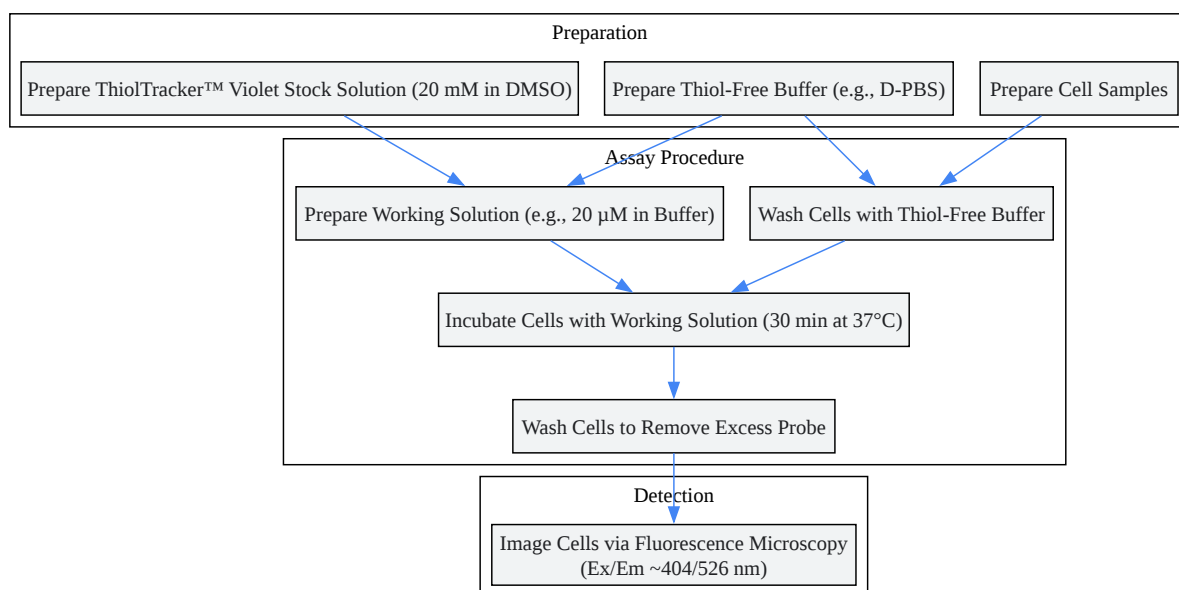 Preparation
Prepare ThiolTracker™ Violet Stock Solution (20 mM in DMSO)
Prepare Thiol-Free Buffer (e.g., D-PBS)
Prepare Cell Samples
Assay Procedure
Prepare Working Solution (e.g., 20 µM in Buffer)
Wash Cells with Thiol-Free Buffer
Incubate Cells with Working Solution (30 min at 37°C)
Wash Cells to Remove Excess Probe
Detection
Image Cells via Fluorescence Microscopy
(Ex/Em ~404/526 nm)